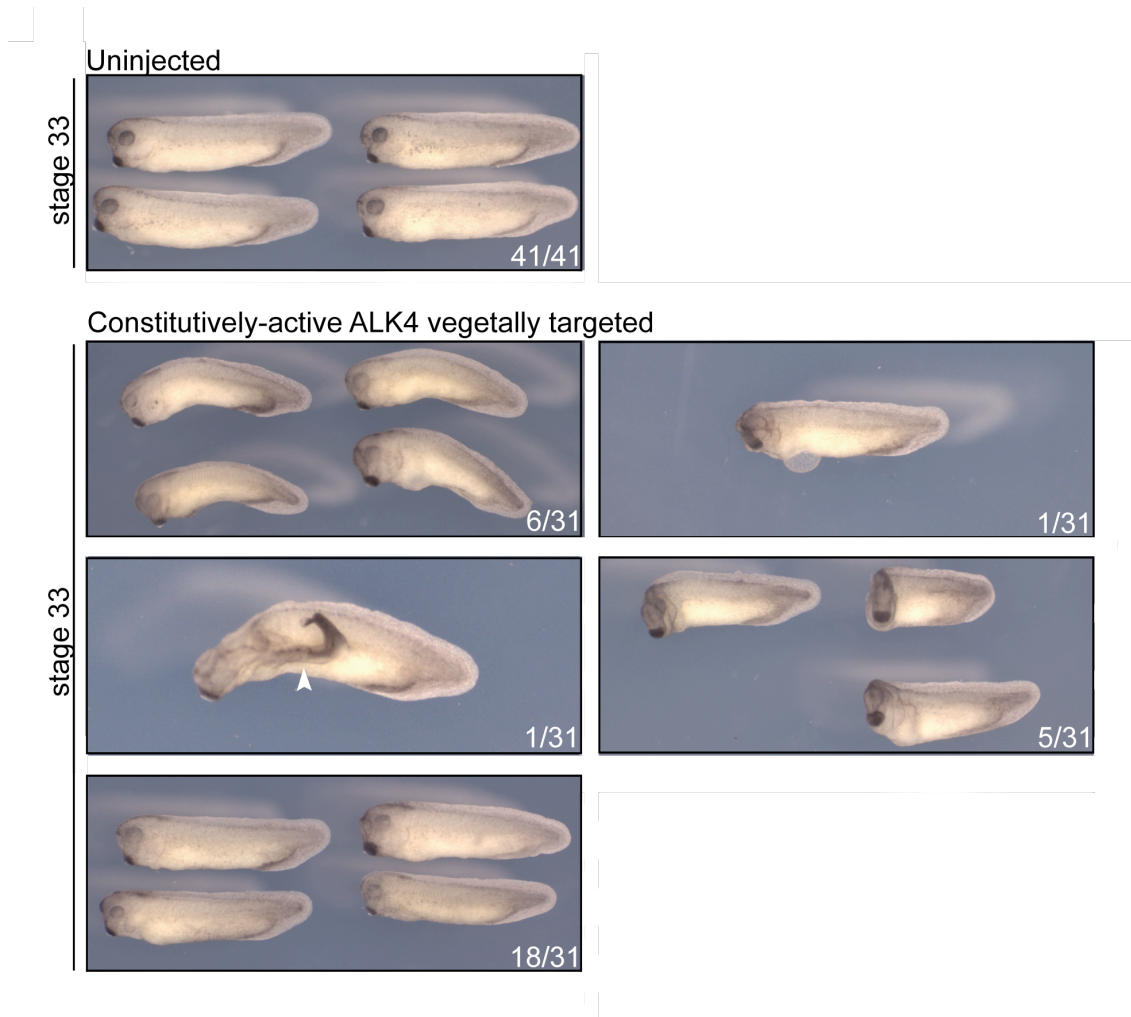 Uninjected
stage 33
41/41
Constitutively-active ALK4 vegetally targeted
stage 33
6/31
1/31
1/31
5/31
18/31